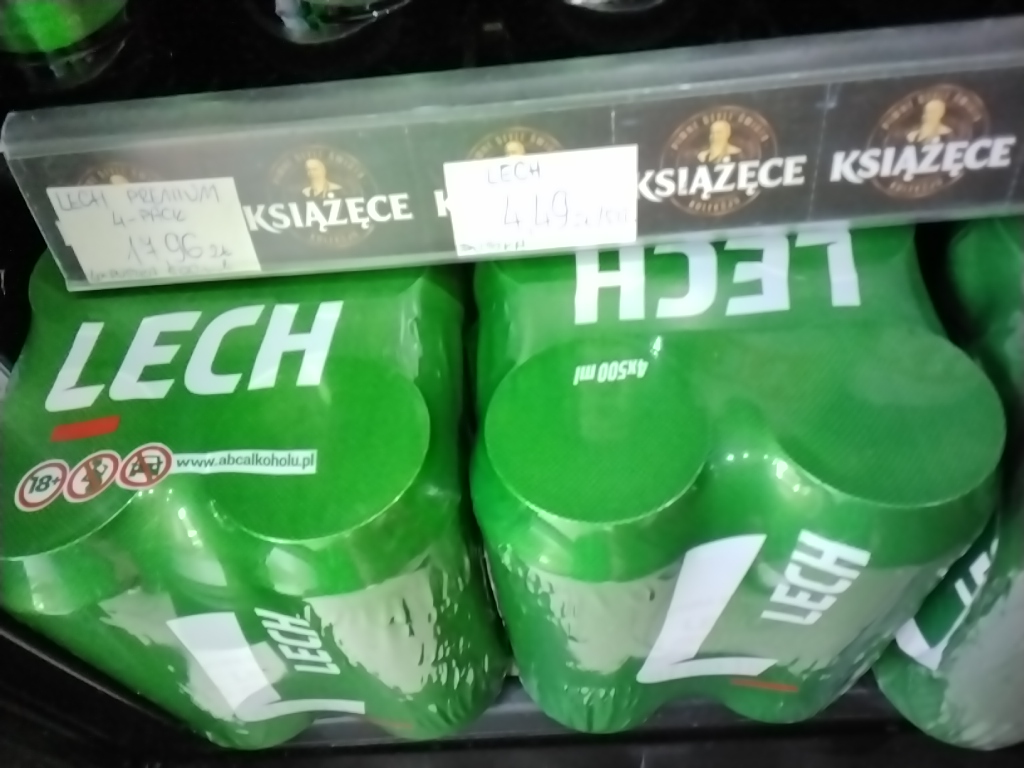 LECH PREMIUM
4-PACK
17,96 zł
KSIĄŻĘCE
LECH
4,49
KSIĄŻĘCE
KSIĄŻĘCE
LECH
18+
www.abcalkoholu.pl
LECH
LECH
4x500 ml
LECH